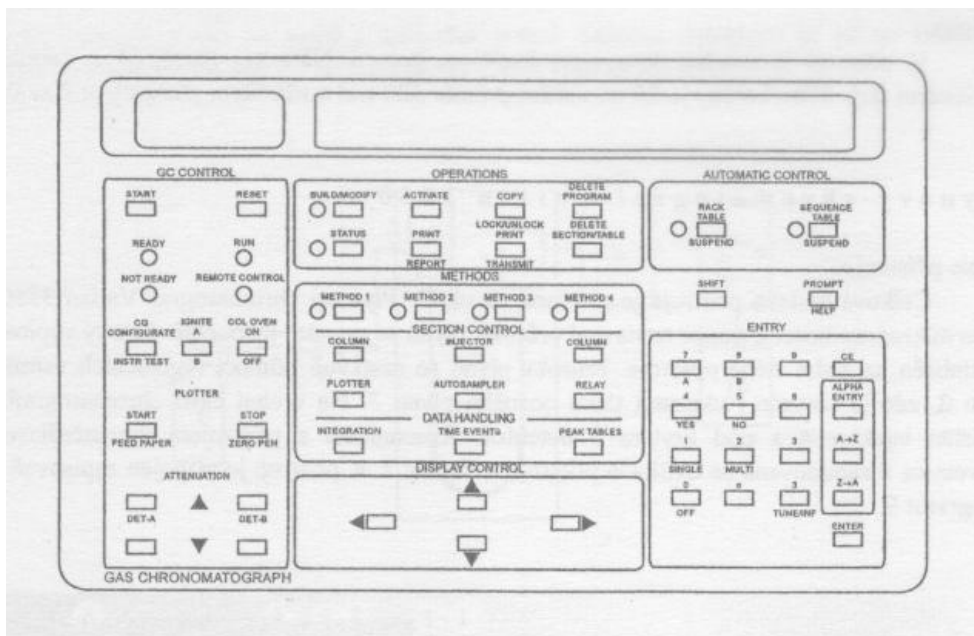 GC CONTROL
START RESET
READY RUN
NOT READY REMOTE CONTROL
CG CONFIGURATE IGNITE A COL OVEN ON
INSTR TEST B OFF
PLOTTER
START STOP
FEED PAPER ZERO PEH
ATTENUATION
DET-A DET-B
GAS CHRONOMATOGRAPH
OPERATIONS
BUILD/MODIFY ACTIVATE COPY DELETE PROGRAM
STATUS PRINT LOCK/UNLOCK PRINT DELETE SECTION/TABLE
REPORT TRANSMIT
METHODS
METHOD 1 METHOD 2 METHOD 3 METHOD 4
SECTION CONTROL
COLUMN INJECTOR COLUMN
PLOTTER AUTOSAMPLER RELAY
DATA HANDLING
INTEGRATION TIME EVENTS PEAK TABLES
DISPLAY CONTROL
AUTOMATIC CONTROL
RACK TABLE SEQUENCE TABLE
SUSPEND SUSPEND
SHIFT PROMPT
HELP
ENTRY
7 8 9 CE
A B ALPHA ENTRY
5
YES NO
2 3 A→Z
SINGLE MULTI
0 3 Z→A
OFF TUNE/INF
ENTER